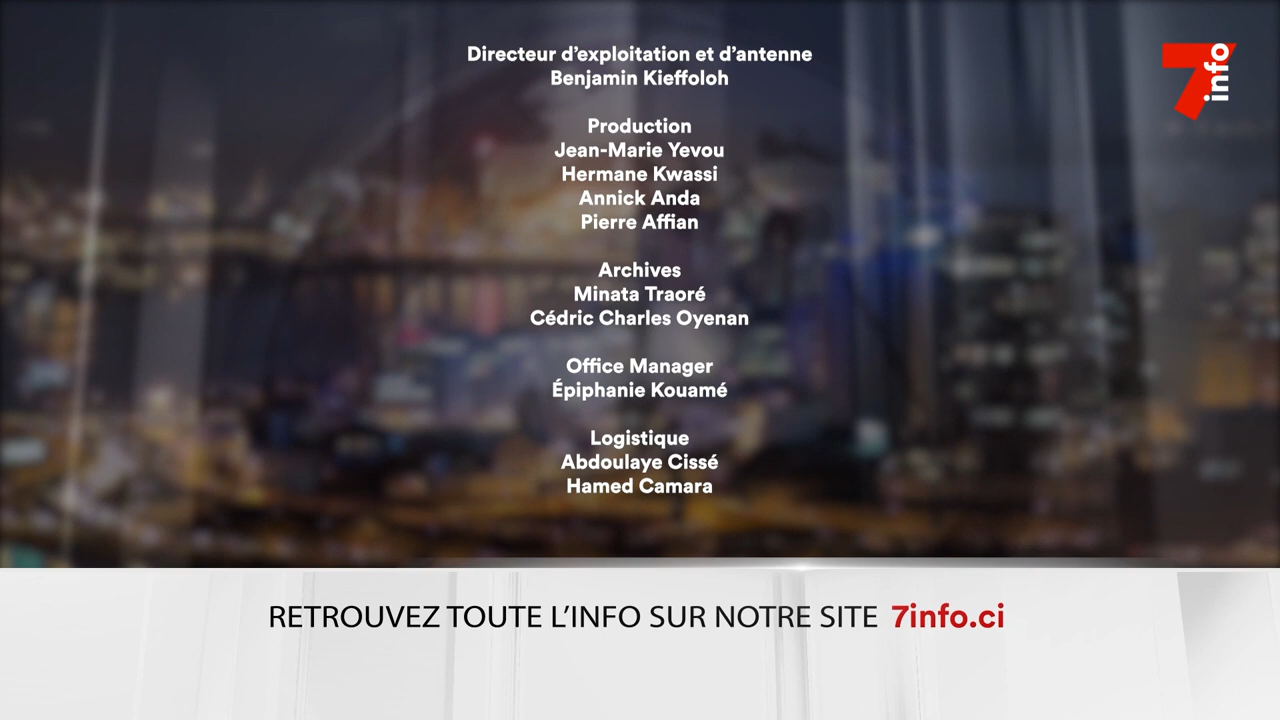 Directeur d’exploitation et d’antenne
Benjamin Kieffoloh
Production
Jean-Marie Yevou
Hermane Kwassi
Annick Anda
Pierre Affian
Archives
Minata Traoré
Cédric Charles Oyenan
Office Manager
Épiphanie Kouamé
Logistique
Abdoulaye Cissé
Hamed Camara
7info
RETROUVEZ TOUTE L’INFO SUR NOTRE SITE 7info.ci